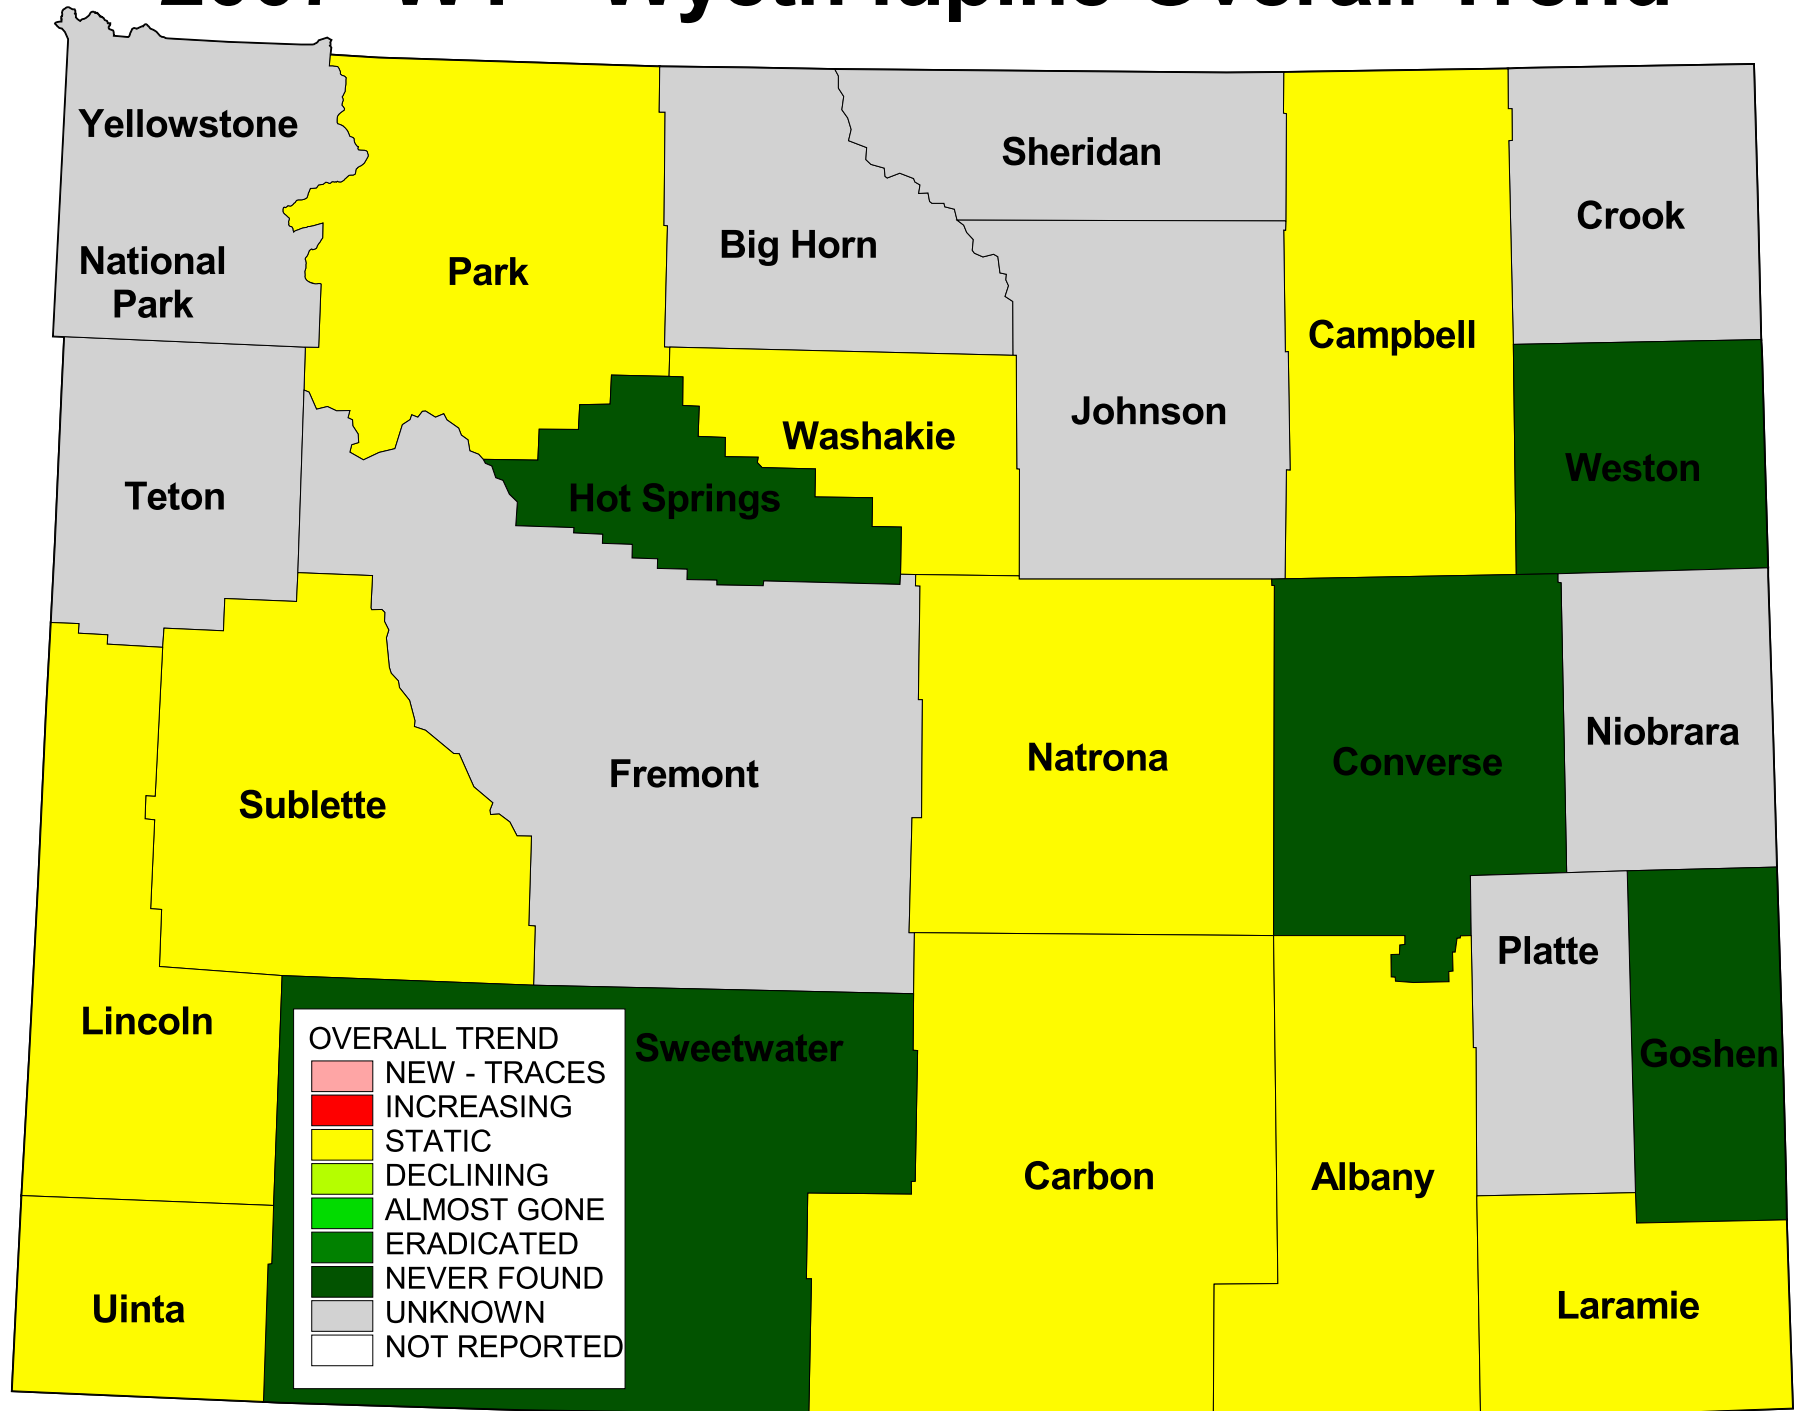 Yellowstone
National
Park
Park
Big Horn
Sheridan
Campbell
Crook
Johnson
Washakie
Weston
Teton
Hot Springs
Fremont
Natrona
Converse
Niobrara
Sublette
Platte
Lincoln
Sweetwater
Goshen
Carbon
Albany
Uinta
Laramie
OVERALL TREND
NEW - TRACES
INCREASING
STATIC
DECLINING
ALMOST GONE
ERADICATED
NEVER FOUND
UNKNOWN
NOT REPORTED